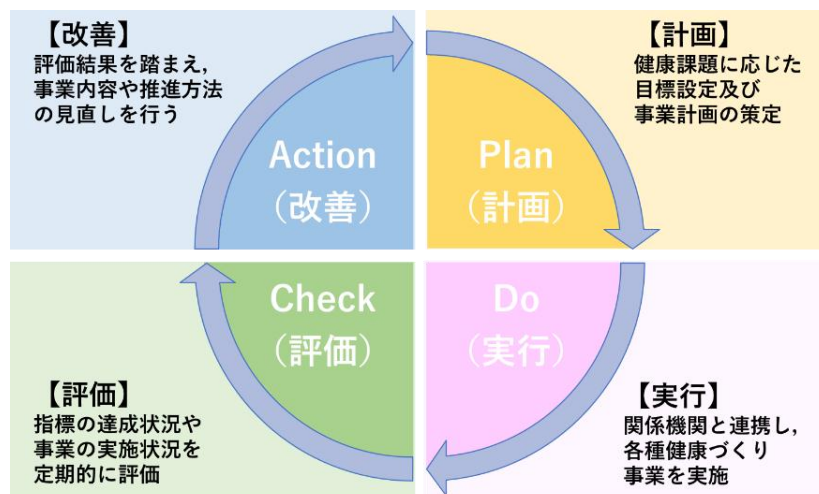 【改善】
評価結果を踏まえ，
事業内容や推進方法
の見直しを行う
Action
（改善）
【計画】
健康課題に応じた
目標設定及び
事業計画の策定
Plan
（計画）
Check
（評価）
【評価】
指標の達成状況や
事業の実施状況を
定期的に評価
Do
（実行）
【実行】
関係機関と連携し，
各種健康づくり
事業を実施